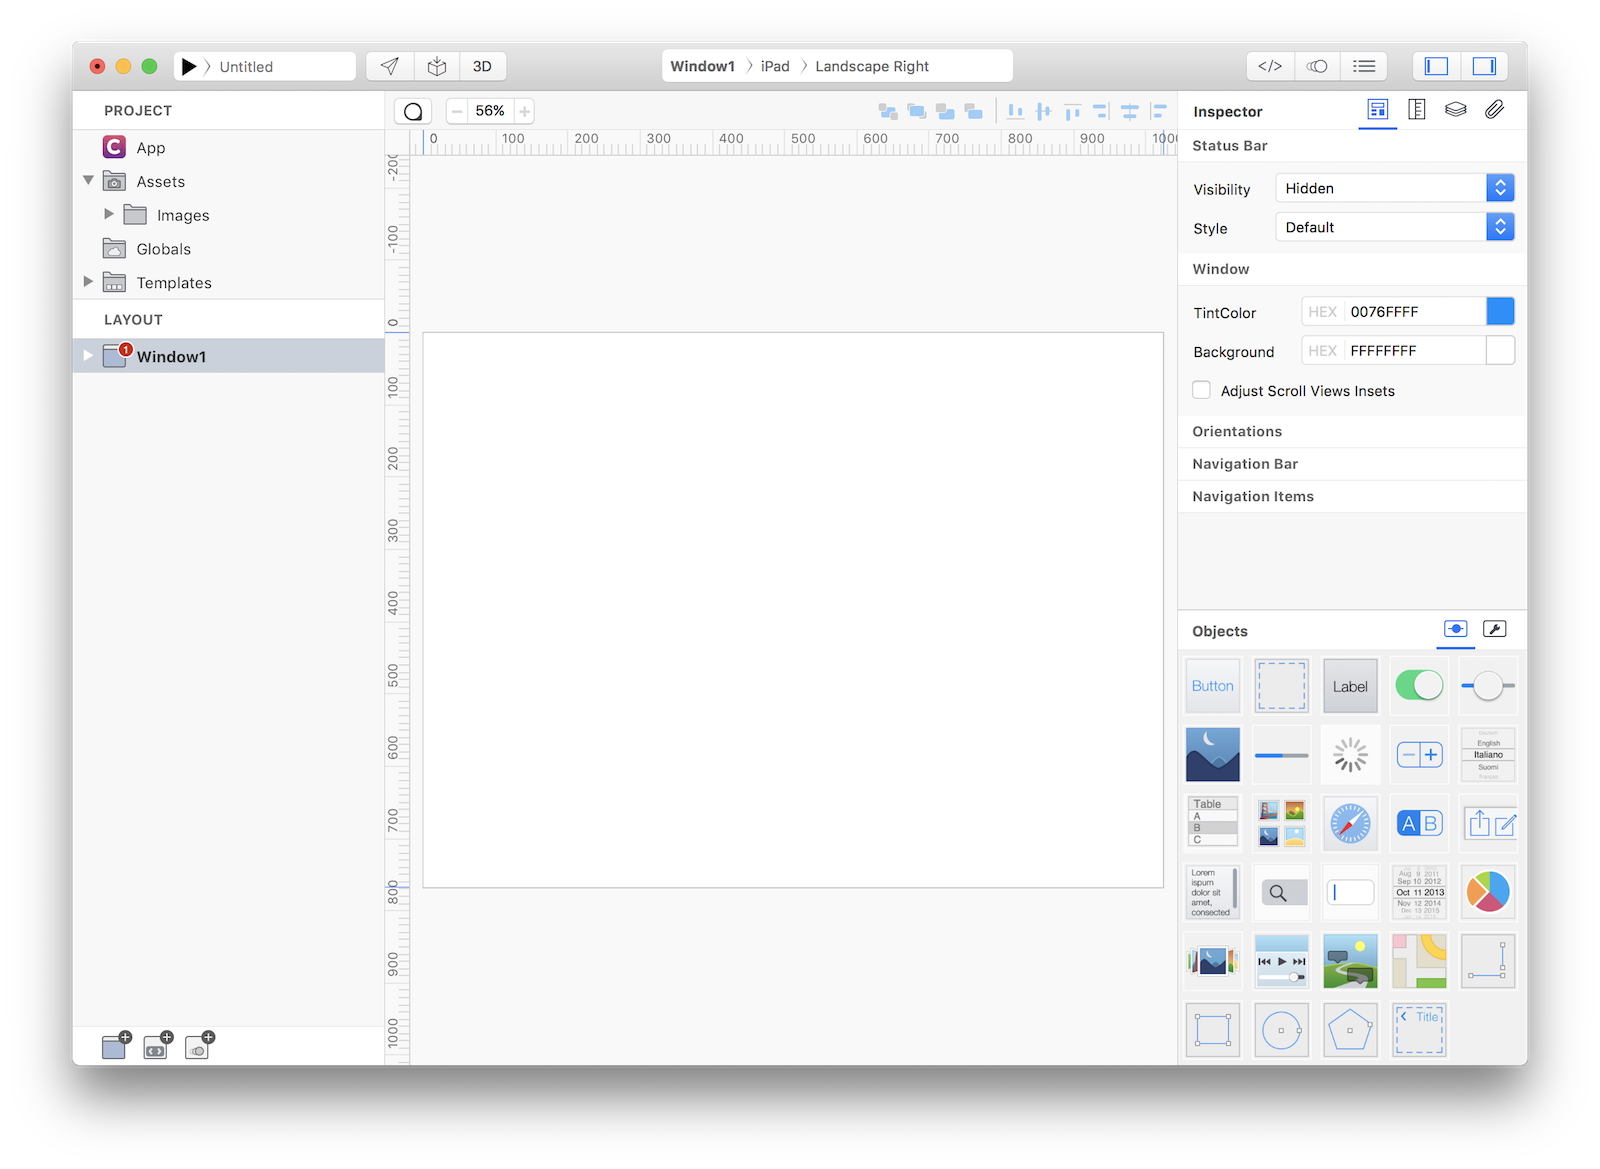 Untitled
3D
Window1 > iPad > Landscape Right
</>
PROJECT
App
Assets
Images
Globals
Templates
LAYOUT
1
Window1
56%
0 100 200 300 400 500 600 700 800 900
-200
-100
0
100
200
300
400
500
600
700
800
900
1000
Inspector
Status Bar
Visibility Hidden
Style Default
Window
TintColor HEX 0076FFFF
Background HEX FFFFFFFF
Adjust Scroll Views Insets
Orientations
Navigation Bar
Navigation Items
Objects
Button
Label
English
Italiano
Suomi
Table
A
B
C
A B
Lorem
ispum
dolor sit
amet,
consected
Aug 9 2011
Sep 10 2012
Oct 11 2013
Nov 12 2014
Dec 13 2015
Title